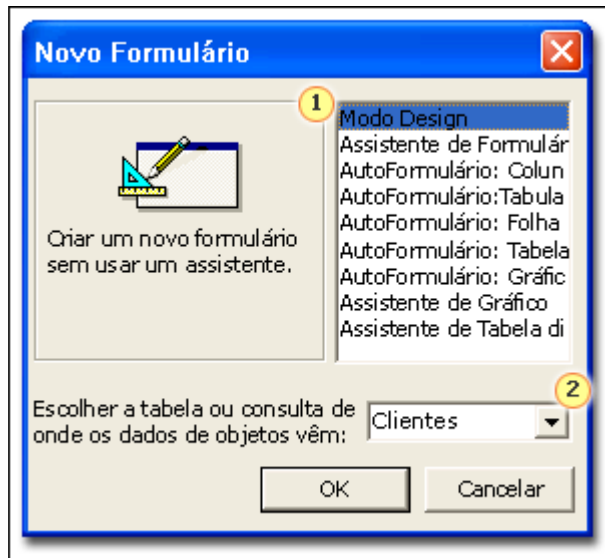 Novo Formulário
1
Criar um novo formulário
sem usar um assistente.
Modo Design
Assistente de Formulár
AutoFormulário: Colun
AutoFormulário:Tabula
AutoFormulário: Folha
AutoFormulário: Tabela
AutoFormulário: Gráfic
Assistente de Gráfico
Assistente de Tabela di
2
Escolher a tabela ou consulta de
onde os dados de objetos vêm:
Clientes
OK
Cancelar